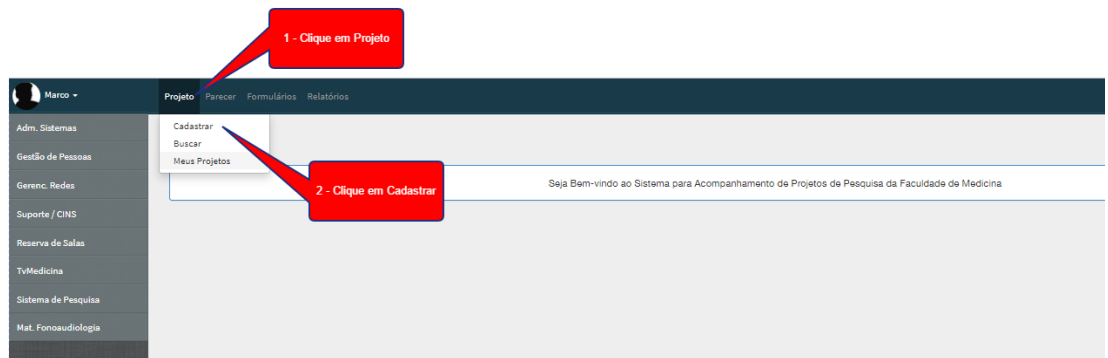 1 - Clique em Projeto
Marco
Projeto Parecer Formulários Relatórios
Adm. Sistemas
Gestão de Pessoas
Gerenc. Redes
Suporte / CINS
Reserva de Salas
TvMedicina
Sistema de Pesquisa
Mat. Fonoaudiologia
Cadastrar
Buscar
Meus Projetos
2 - Clique em Cadastrar
Seja Bem-vindo ao Sistema para Acompanhamento de Projetos de Pesquisa da Faculdade de Medicina